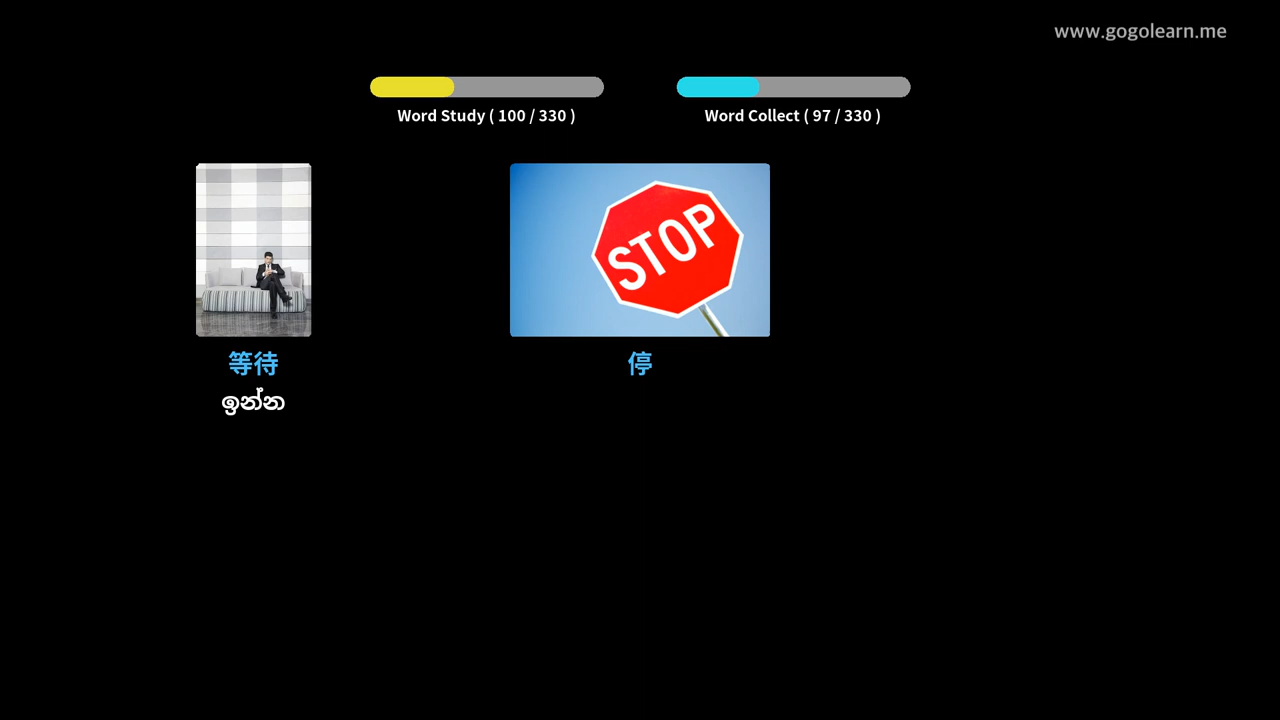 www.gogolearn.me
Word Study ( 100 / 330 )
Word Collect ( 97 / 330 )
STOP
等待
停
ඉන්න